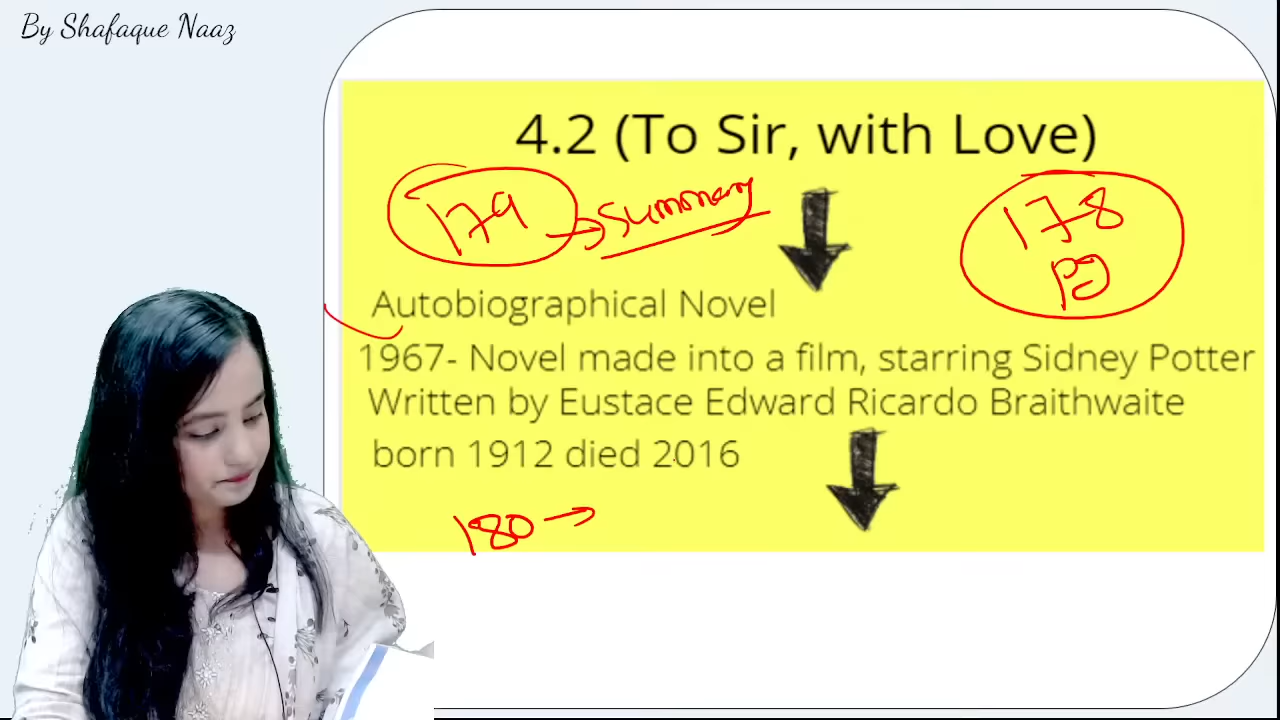 By Shafaque Naaz
4.2 (To Sir, with Love)
179 → Summary
178
pg
Autobiographical Novel
1967- Novel made into a film, starring Sidney Potter
Written by Eustace Edward Ricardo Braithwaite
born 1912 died 2016
180 →